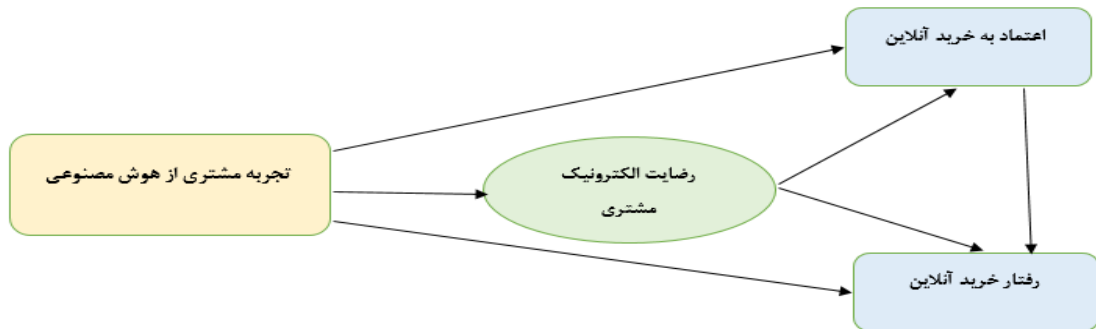 اعتماد به خرید آنلاین
تجربه مشتری از هوش مصنوعی
رضایت الکترونیک
مشتری
رفتار خرید آنلاین